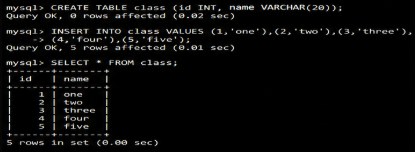 mysql> CREATE TABLE class (id INT, name VARCHAR(20));
Query OK, 0 rows affected (0.02 sec)
mysql> INSERT INTO class VALUES (1,'one'),(2,'two'),(3,'three'),
    -> (4,'four'),(5,'five');
Query OK, 5 rows affected (0.01 sec)
mysql> SELECT * FROM class;
+------+-------+
| id   | name  |
+------+-------+
|    1 | one   |
|    2 | two   |
|    3 | three |
|    4 | four  |
|    5 | five  |
+------+-------+
5 rows in set (0.00 sec)